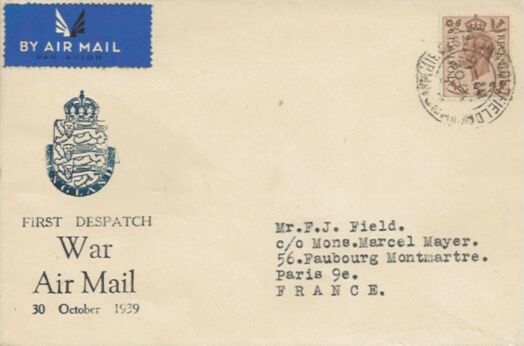 BY AIR MAIL
PAR AVION
ENGLAND
FIRST DESPATCH
War
Air Mail
30 October 1939
Mr.F.J. Field.
c/o Mons.Marcel Mayer.
56.Faubourg Montmartre.
Paris 9e.
FRANCE.